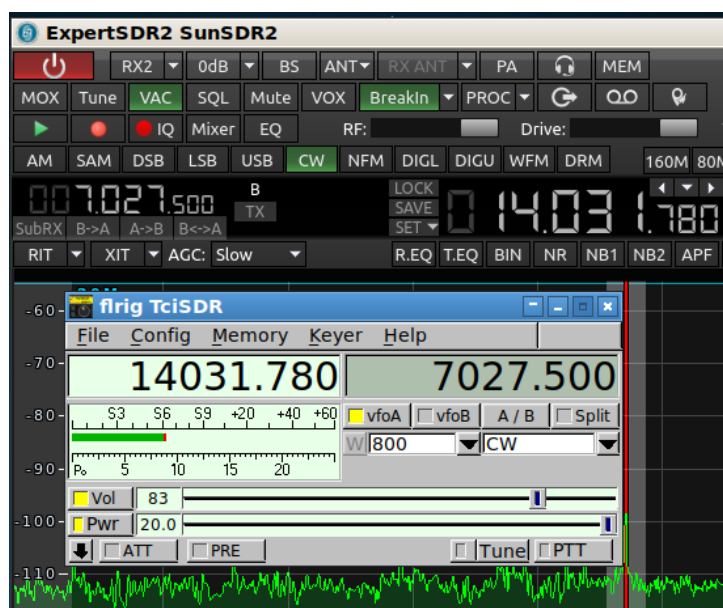 ExpertSDR2 SunSDR2
RX2 0dB BS ANT RX ANT PA MEM
MOX Tune VAC SQL Mute VOX BreakIn PROC
IQ Mixer EQ RF: Drive:
AM SAM DSB LSB USB CW NFM DIGL DIGU WFM DRM 160M 80M
007.027.500 B TX LOCK SAVE SET 014.031.780
SubRX B->A A->B B<->A
RIT XIT AGC: Slow R.EQ T.EQ BIN NR NB1 NB2 APF
-60
flrig TciSDR
File Config Memory Keyer Help
-70
14031.780 7027.500
-80
S3 S6 S9 +20 +40 +60 vfoA vfoB A / B Split
W 800 CW
Po 5 10 15 20
-90
Vol 83
-100
Pwr 20.0
ATT PRE Tune PTT
-110